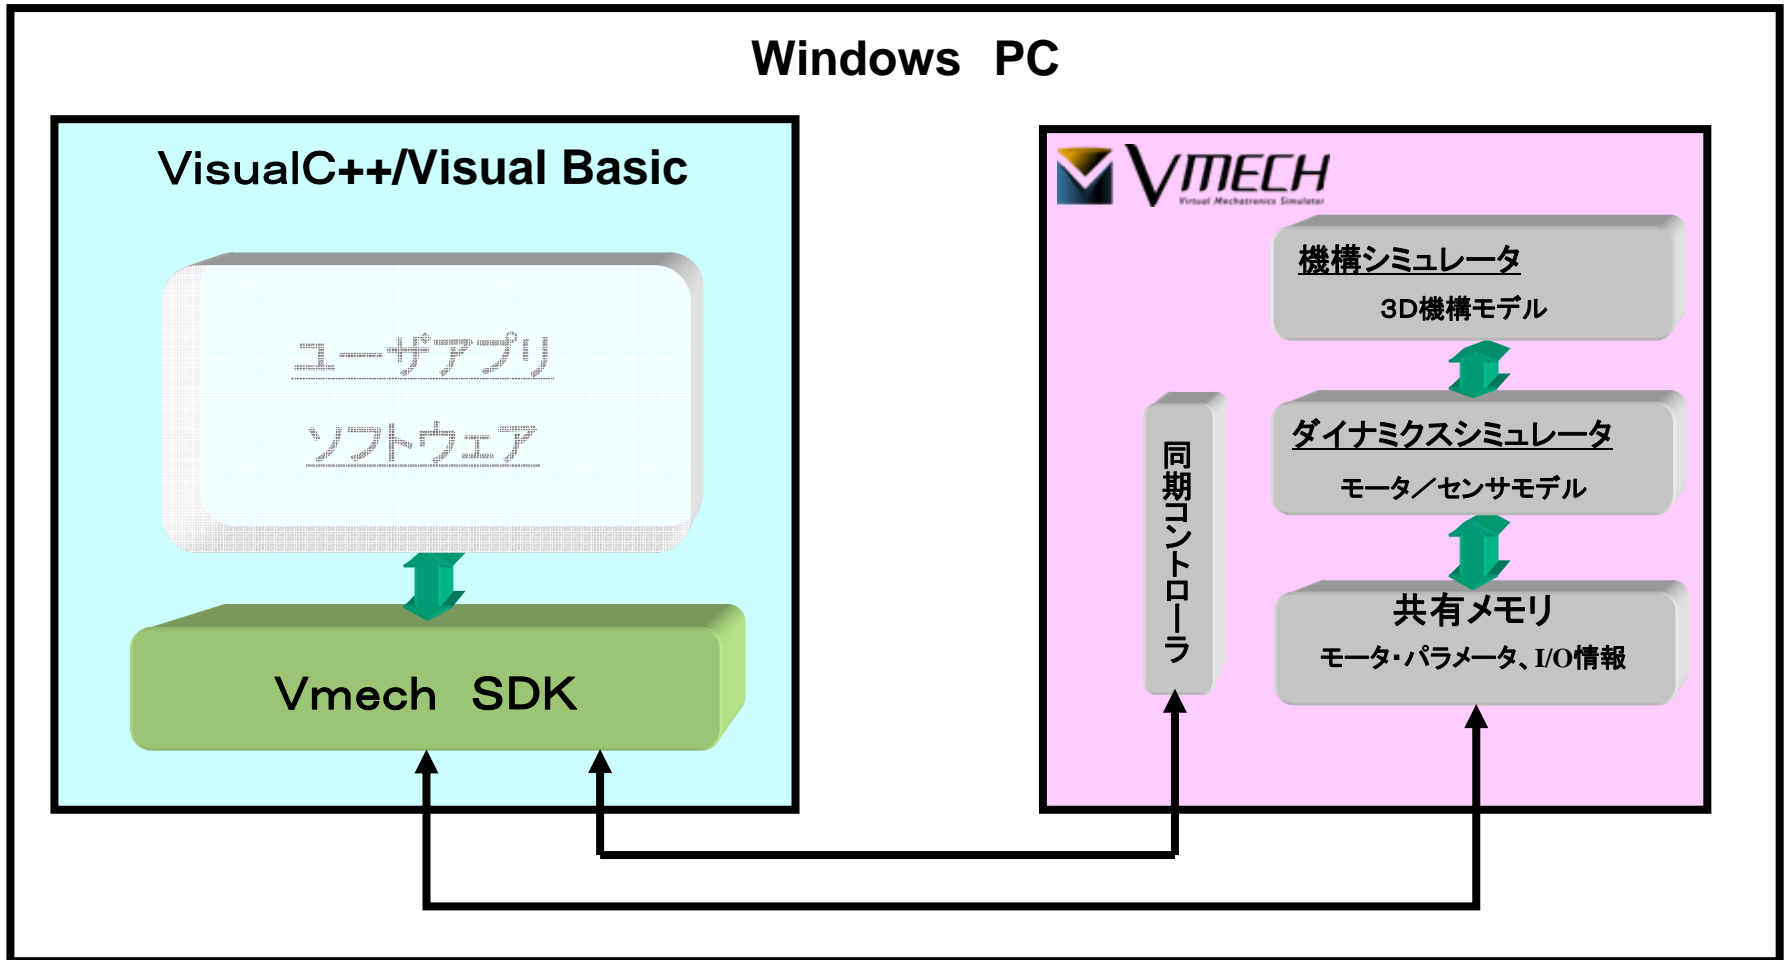 Windows PC
VisualC++/Visual Basic
ユーザアプリ
ソフトウェア
Vmech SDK
VMECH
Virtual Mechatronics Simulator
機構シミュレータ
3D機構モデル
ダイナミクスシミュレータ
モータ／センサモデル
同期コントローラ
共有メモリ
モータ・パラメータ、I/O情報